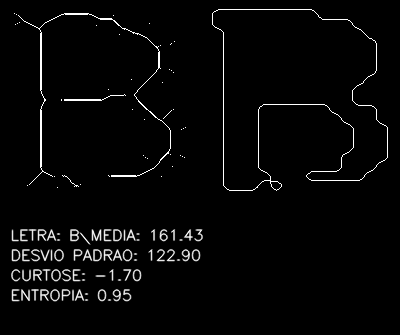 B B
LETRA: B\MEDIA: 161.43
DESVIO PADRAO: 122.90
CURTOSE: -1.70
ENTROPIA: 0.95